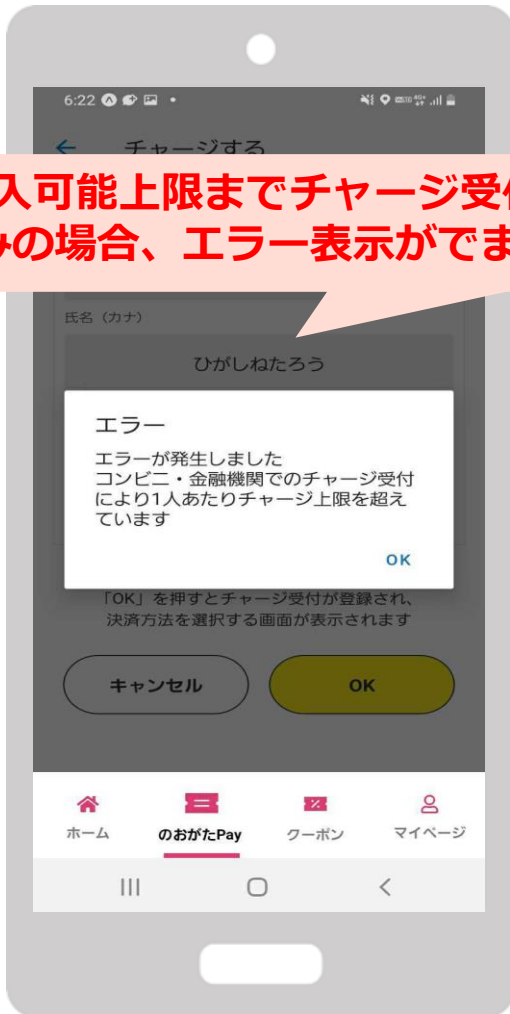 6:22
チャージする
入可能上限までチャージ受
の場合、エラー表示がでま
氏名（カナ）
ひがしねたろう
エラー
エラーが発生しました
コンビニ・金融機関でのチャージ受付
により1人あたりチャージ上限を超え
ています
OK
「OK」を押すとチャージ受付が登録され、
決済方法を選択する画面が表示されます
キャンセル
OK
ホーム
のおがたPay
クーポン
マイページ